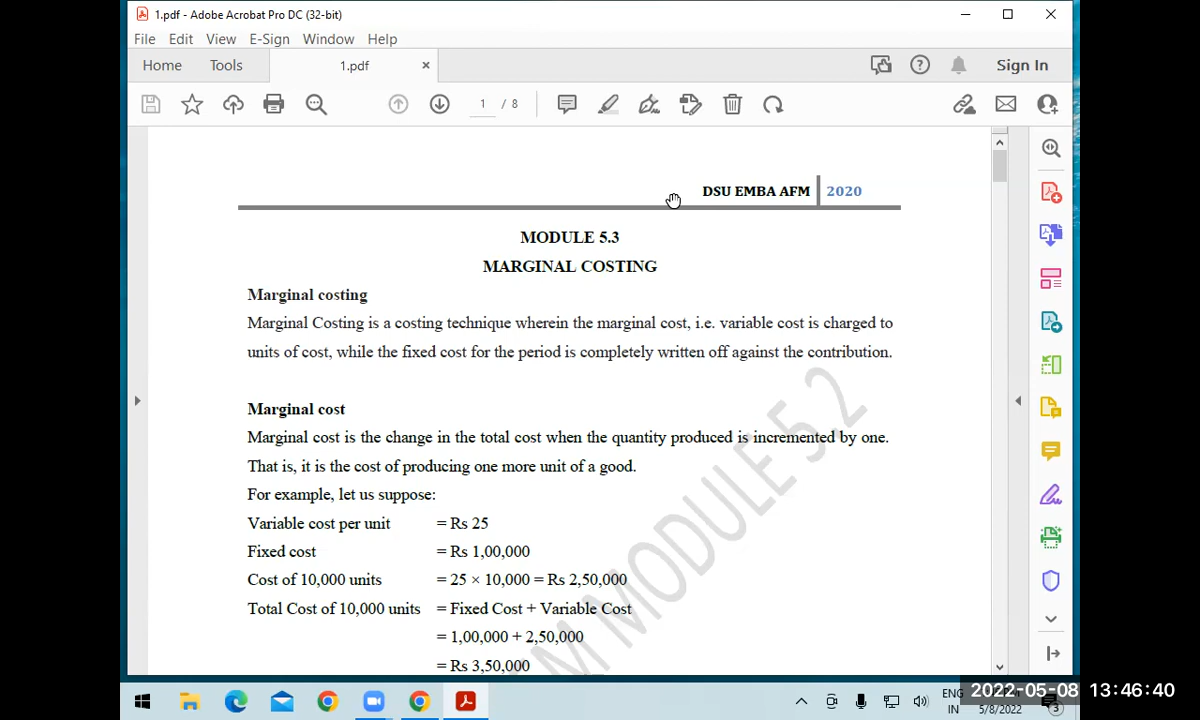 1.pdf - Adobe Acrobat Pro DC (32-bit)
File Edit View E-Sign Window Help
Home Tools 1.pdf × Sign In
1 / 8
DSU EMBA AFM 2020
MODULE 5.3
MARGINAL COSTING
Marginal costing
Marginal Costing is a costing technique wherein the marginal cost, i.e. variable cost is charged to
units of cost, while the fixed cost for the period is completely written off against the contribution.
Marginal cost
Marginal cost is the change in the total cost when the quantity produced is incremented by one.
That is, it is the cost of producing one more unit of a good.
For example, let us suppose:
Variable cost per unit = Rs 25
Fixed cost = Rs 1,00,000
Cost of 10,000 units = 25 × 10,000 = Rs 2,50,000
Total Cost of 10,000 units = Fixed Cost + Variable Cost
= 1,00,000 + 2,50,000
= Rs 3,50,000
M MODULE 5.2
ENG
IN 5/8/2022 3
2022-05-08 13:46:40